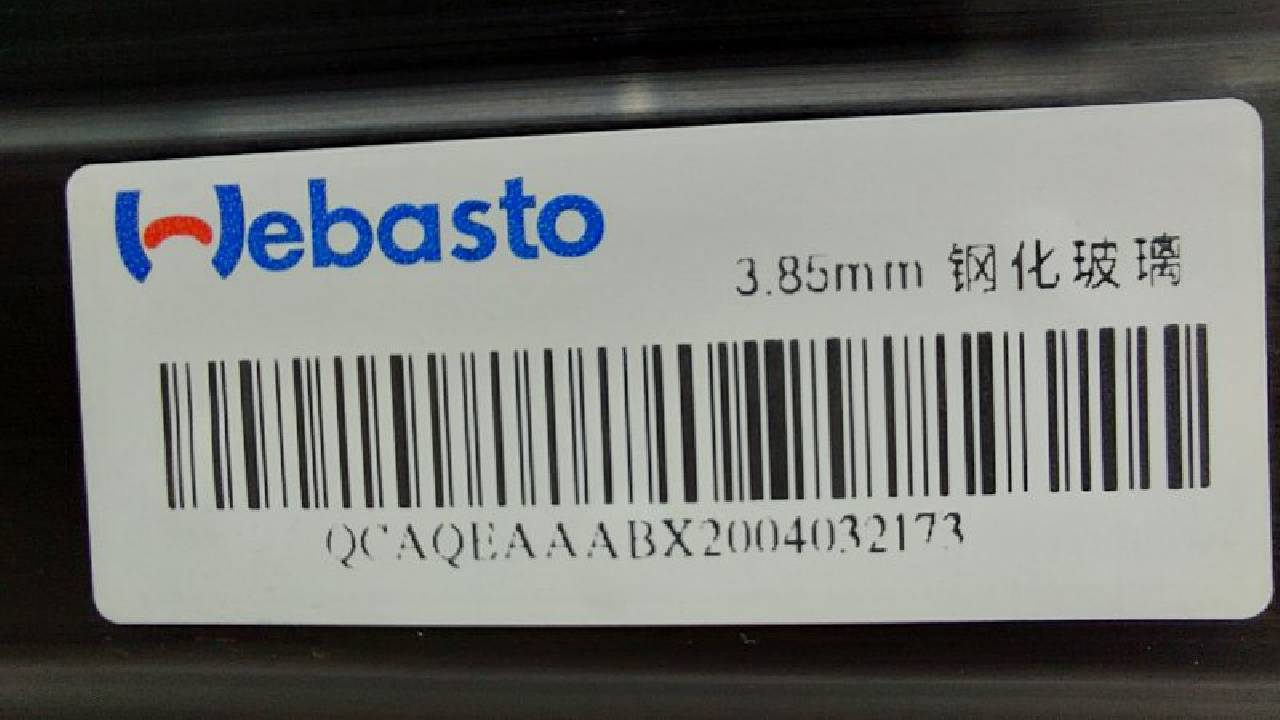 Webasto
3.85mm 钢化玻璃
QCAQEAAABX2004032173